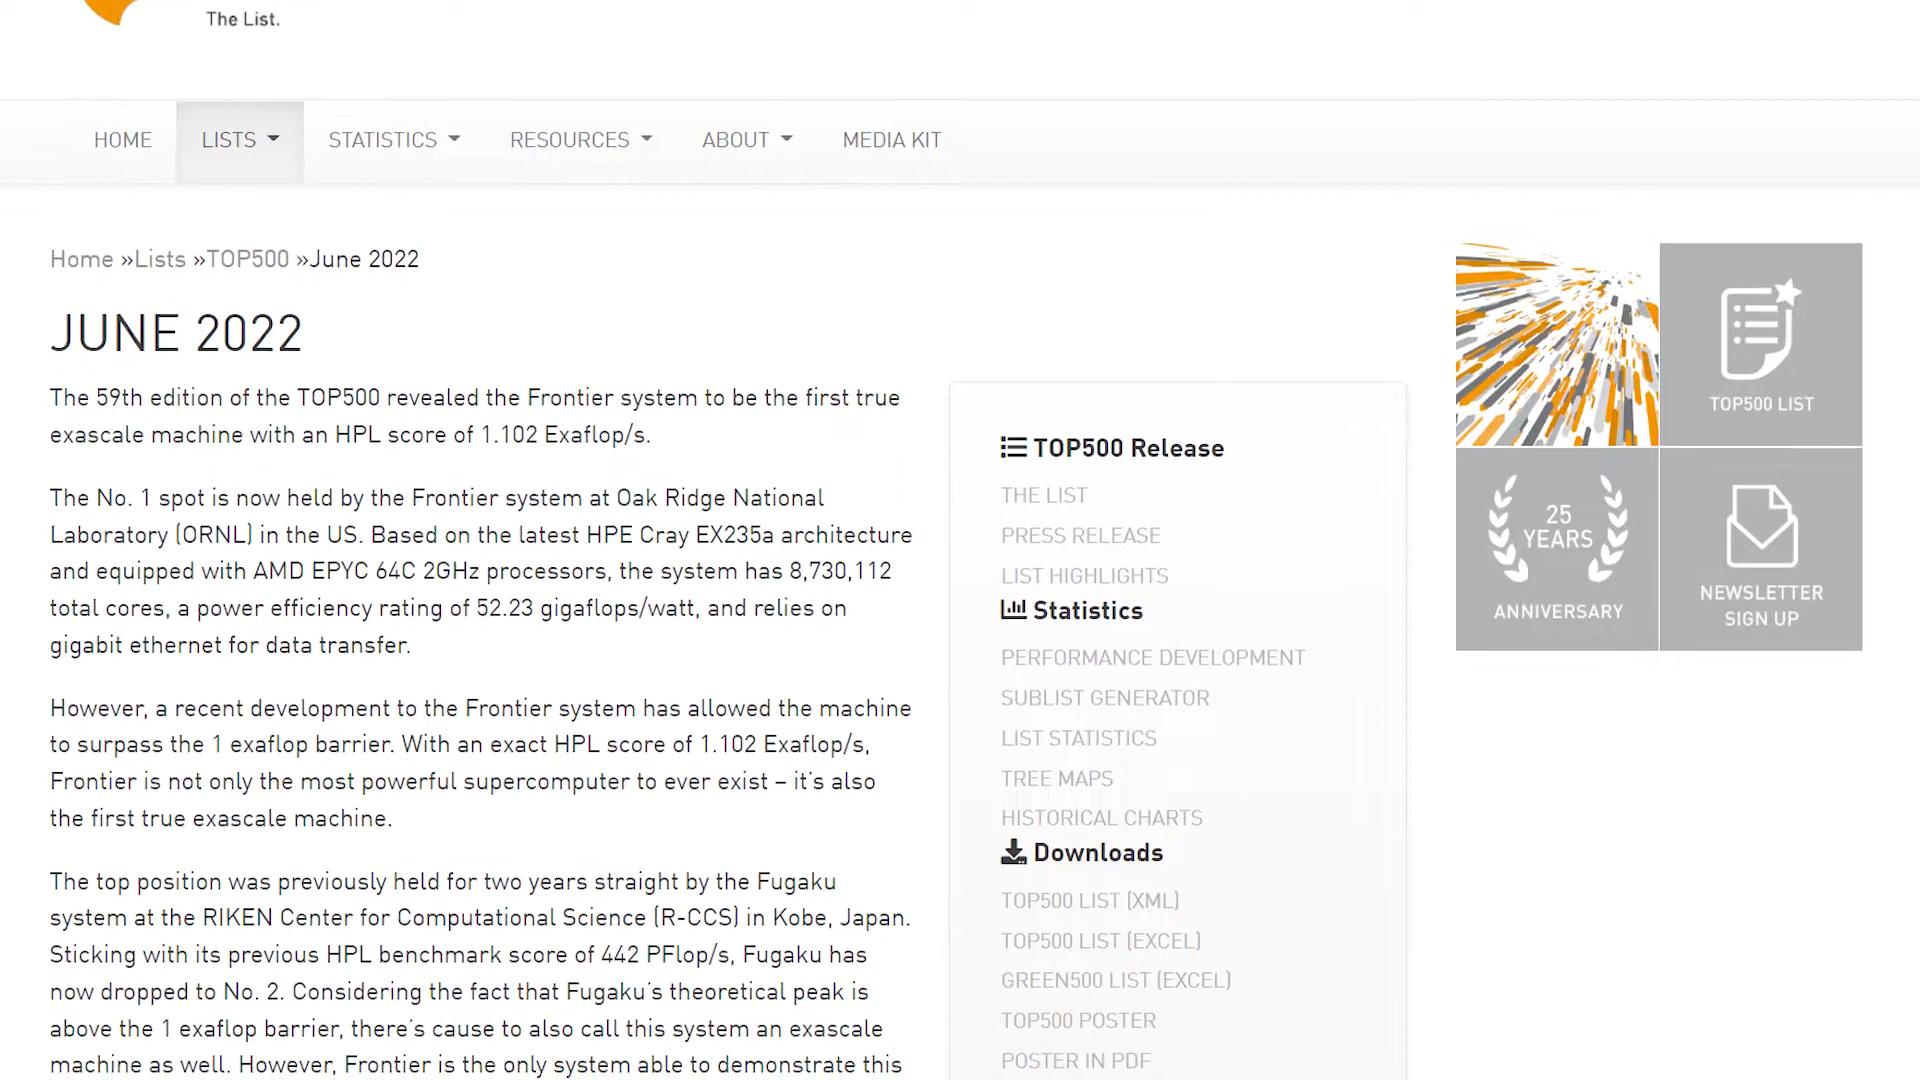 The List.
HOME LISTS STATISTICS RESOURCES ABOUT MEDIA KIT
Home »Lists »TOP500 »June 2022
JUNE 2022
The 59th edition of the TOP500 revealed the Frontier system to be the first true
exascale machine with an HPL score of 1.102 Exaflop/s.
The No. 1 spot is now held by the Frontier system at Oak Ridge National
Laboratory (ORNL) in the US. Based on the latest HPE Cray EX235a architecture
and equipped with AMD EPYC 64C 2GHz processors, the system has 8,730,112
total cores, a power efficiency rating of 52.23 gigaflops/watt, and relies on
gigabit ethernet for data transfer.
However, a recent development to the Frontier system has allowed the machine
to surpass the 1 exaflop barrier. With an exact HPL score of 1.102 Exaflop/s,
Frontier is not only the most powerful supercomputer to ever exist – it's also
the first true exascale machine.
The top position was previously held for two years straight by the Fugaku
system at the RIKEN Center for Computational Science (R-CCS) in Kobe, Japan.
Sticking with its previous HPL benchmark score of 442 PFlop/s, Fugaku has
now dropped to No. 2. Considering the fact that Fugaku's theoretical peak is
above the 1 exaflop barrier, there's cause to also call this system an exascale
machine as well. However, Frontier is the only system able to demonstrate this
TOP500 Release
THE LIST
PRESS RELEASE
LIST HIGHLIGHTS
Statistics
PERFORMANCE DEVELOPMENT
SUBLIST GENERATOR
LIST STATISTICS
TREE MAPS
HISTORICAL CHARTS
Downloads
TOP500 LIST (XML)
TOP500 LIST (EXCEL)
GREEN500 LIST (EXCEL)
TOP500 POSTER
POSTER IN PDF
TOP500 LIST
25
YEARS
ANNIVERSARY
NEWSLETTER
SIGN UP